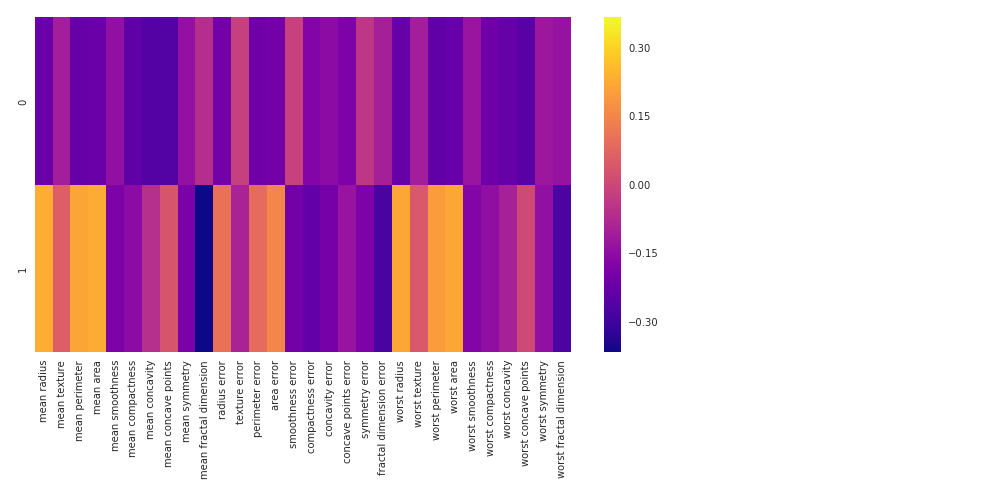 0
1
0.30
0.15
0.00
−0.15
−0.30
mean radius
mean texture
mean perimeter
mean area
mean smoothness
mean compactness
mean concavity
mean concave points
mean symmetry
mean fractal dimension
radius error
texture error
perimeter error
area error
smoothness error
compactness error
concavity error
concave points error
symmetry error
fractal dimension error
worst radius
worst texture
worst perimeter
worst area
worst smoothness
worst compactness
worst concavity
worst concave points
worst symmetry
worst fractal dimension